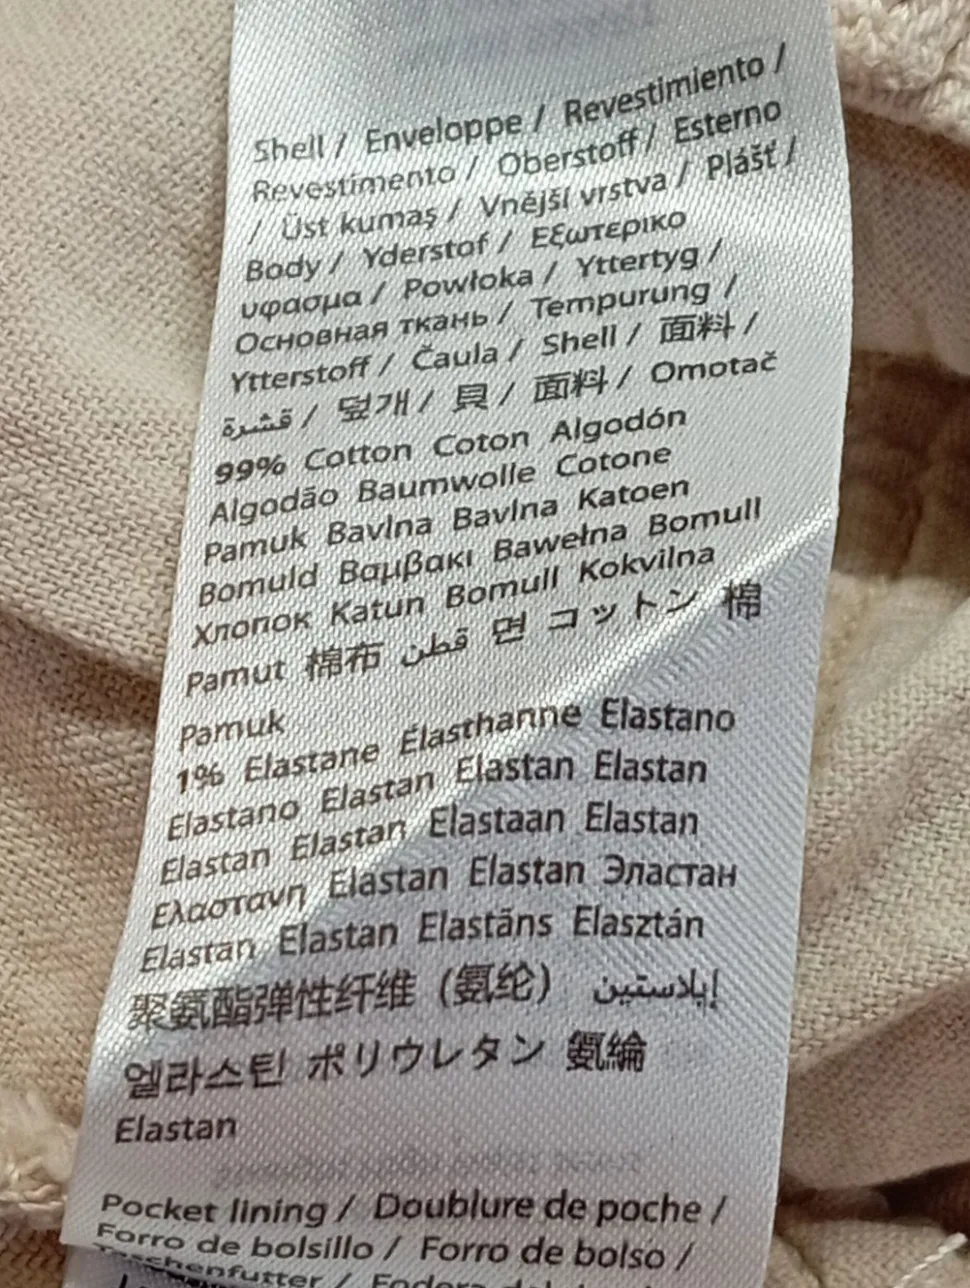 Shell / Enveloppe / Revestimiento /
Revestimento / Oberstoff / Esterno
/ Üst kumaş / Vnější vrstva / Plášť /
Body / Yderstof / Εξωτερικο
υφασμα / Powłoka / Yttertyg /
Основная ткань / Tempurung /
Ytterstoff / Čaula / Shell / 面料 /
قشرة / 덮개 / 貝 / 面料 / Omotač
99% Cotton Coton Algodón
Algodão Baumwolle Cotone
Pamuk Bavlna Bavlna Katoen
Bomuld Βαμβακι Bawełna Bomull
Хлопок Katun Bomull Kokvilna
Pamut 棉布 قطن 면 コットン 棉
Pamuk
1% Elastane Élasthanne Elastano
Elastano Elastan Elastan Elastan
Elastan Elastan Elastaan Elastan
Ελαστανη Elastan Elastan Эластан
Elastan Elastan Elastāns Elasztán
聚氨酯弹性纤维（氨纶） إيلاستين
엘라스틴 ポリウレタン 氨綸
Elastan
Pocket lining / Doublure de poche /
Forro de bolsillo / Forro de bolso /
Taschenfutter /